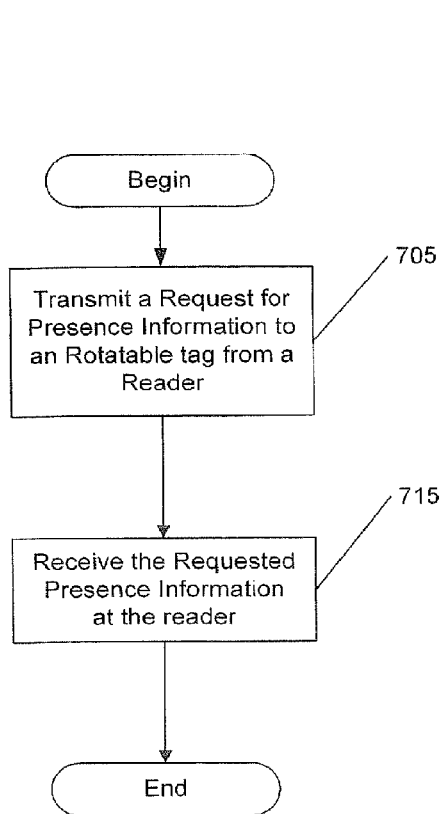 Begin
705
Transmit a Request for
Presence Information to
an Rotatable tag from a
Reader
715
Receive the Requested
Presence Information
at the reader
End